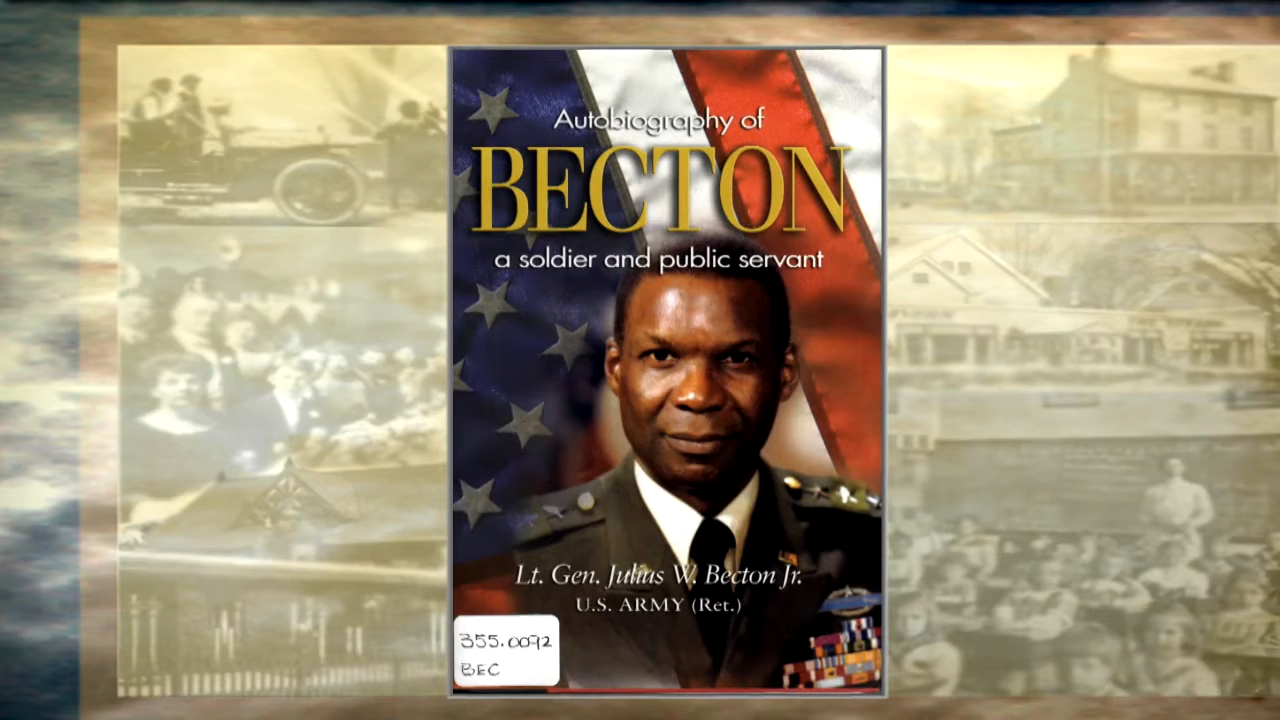 Autobiography of
BECTON
a soldier and public servant
Lt. Gen. Julius W. Becton Jr.
U.S. ARMY (Ret.)
355.0092
BEC